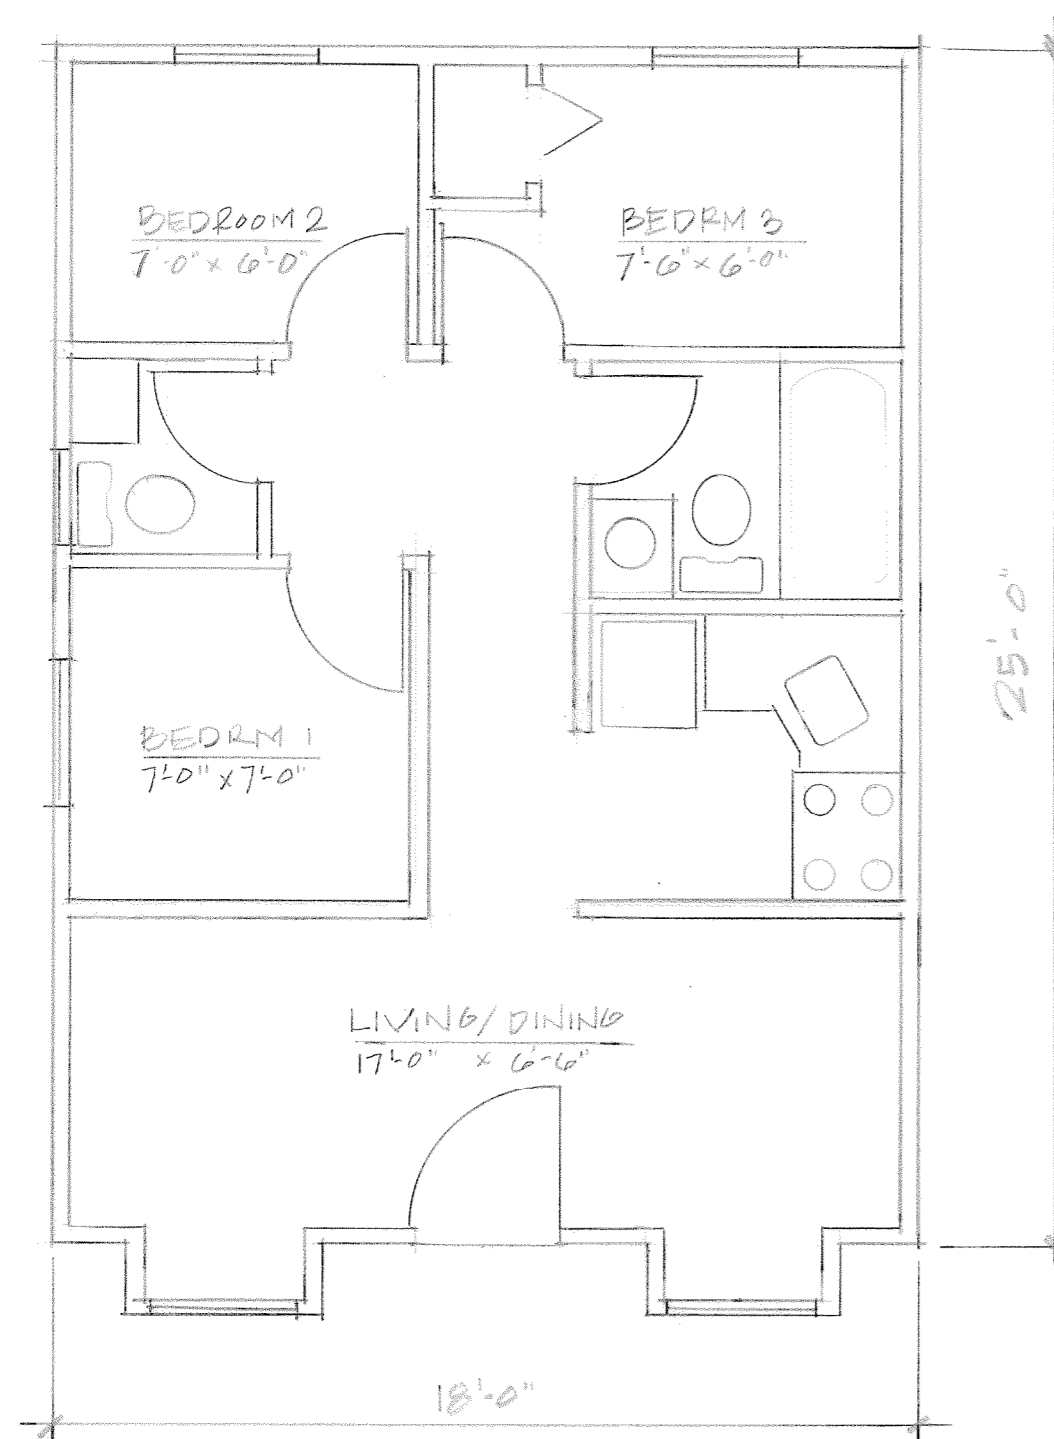 BEDROOM 2
7'-0" x 6'-0"
BEDRM 3
7'-6" x 6'-0"
BEDRM 1
7'-0" x 7'-0"
25'-0"
LIVING/DINING
17'-0" x 6'-6"
18'-0"